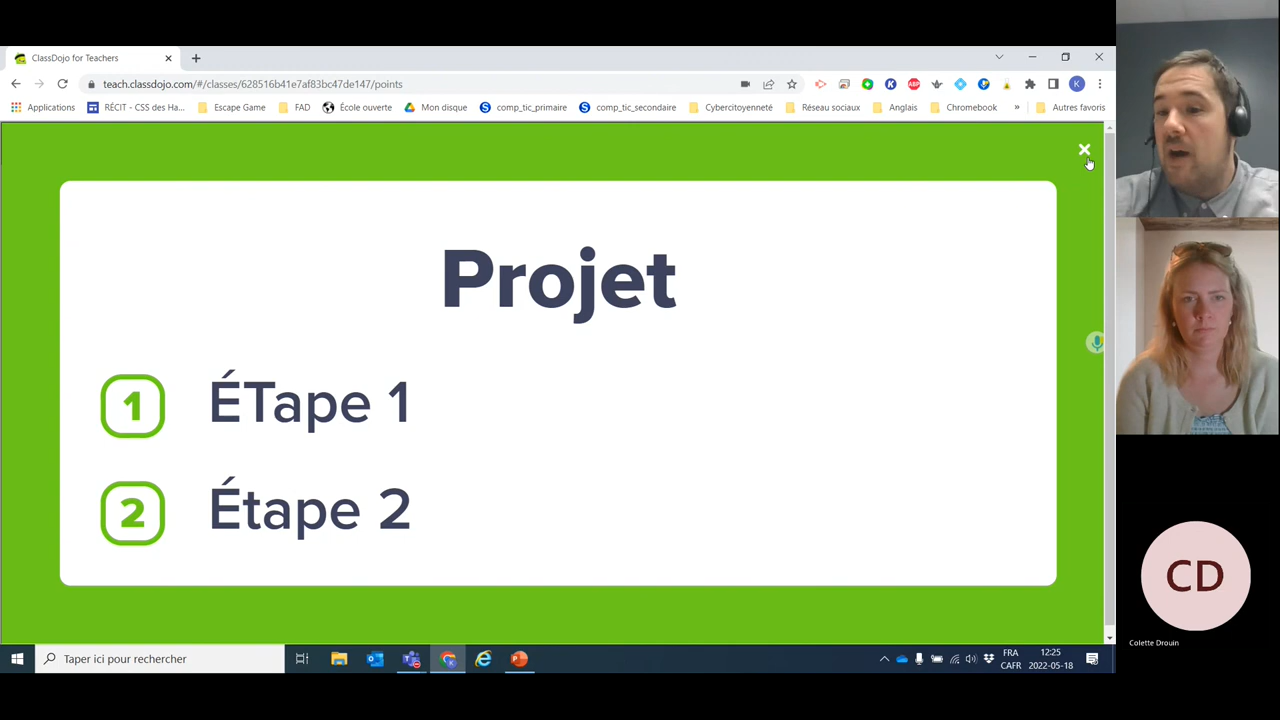 ClassDojo for Teachers
teach.classdojo.com/#/classes/628516b41e7af83bc47de147/points
K
ABP
K
Applications
RÉCIT - CSS des Ha...
Escape Game
FAD
École ouverte
Mon disque
comp_tic_primaire
comp_tic_secondaire
Cybercitoyenneté
Réseau sociaux
Anglais
Chromebook
»
Autres favoris
Projet
1 ÉTape 1
2 Étape 2
CD
Colette Drouin
Taper ici pour rechercher
FRA
CAFR
12:25
2022-05-18